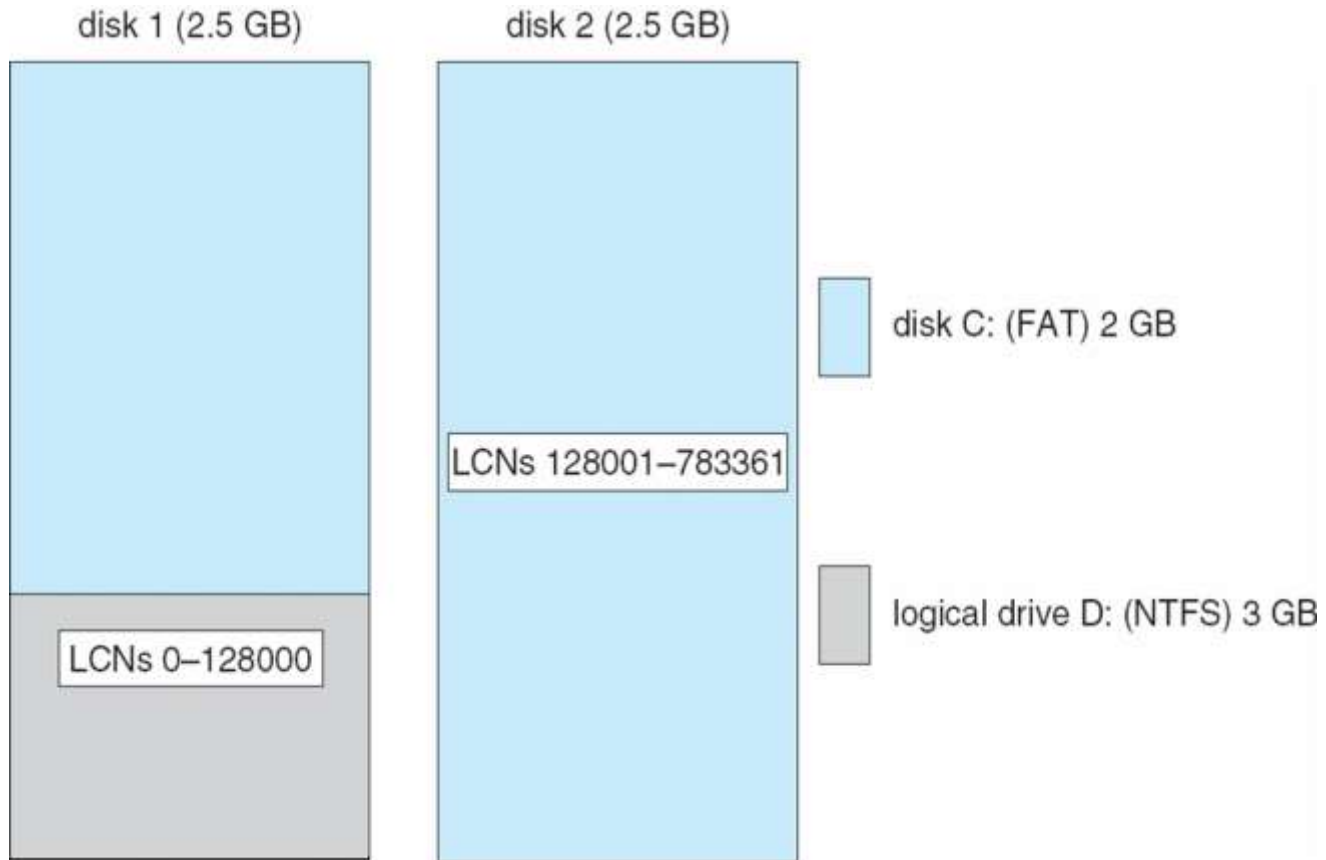 disk 1 (2.5 GB)
disk 2 (2.5 GB)
disk C: (FAT) 2 GB
LCNs 128001–783361
logical drive D: (NTFS) 3 GB
LCNs 0–128000